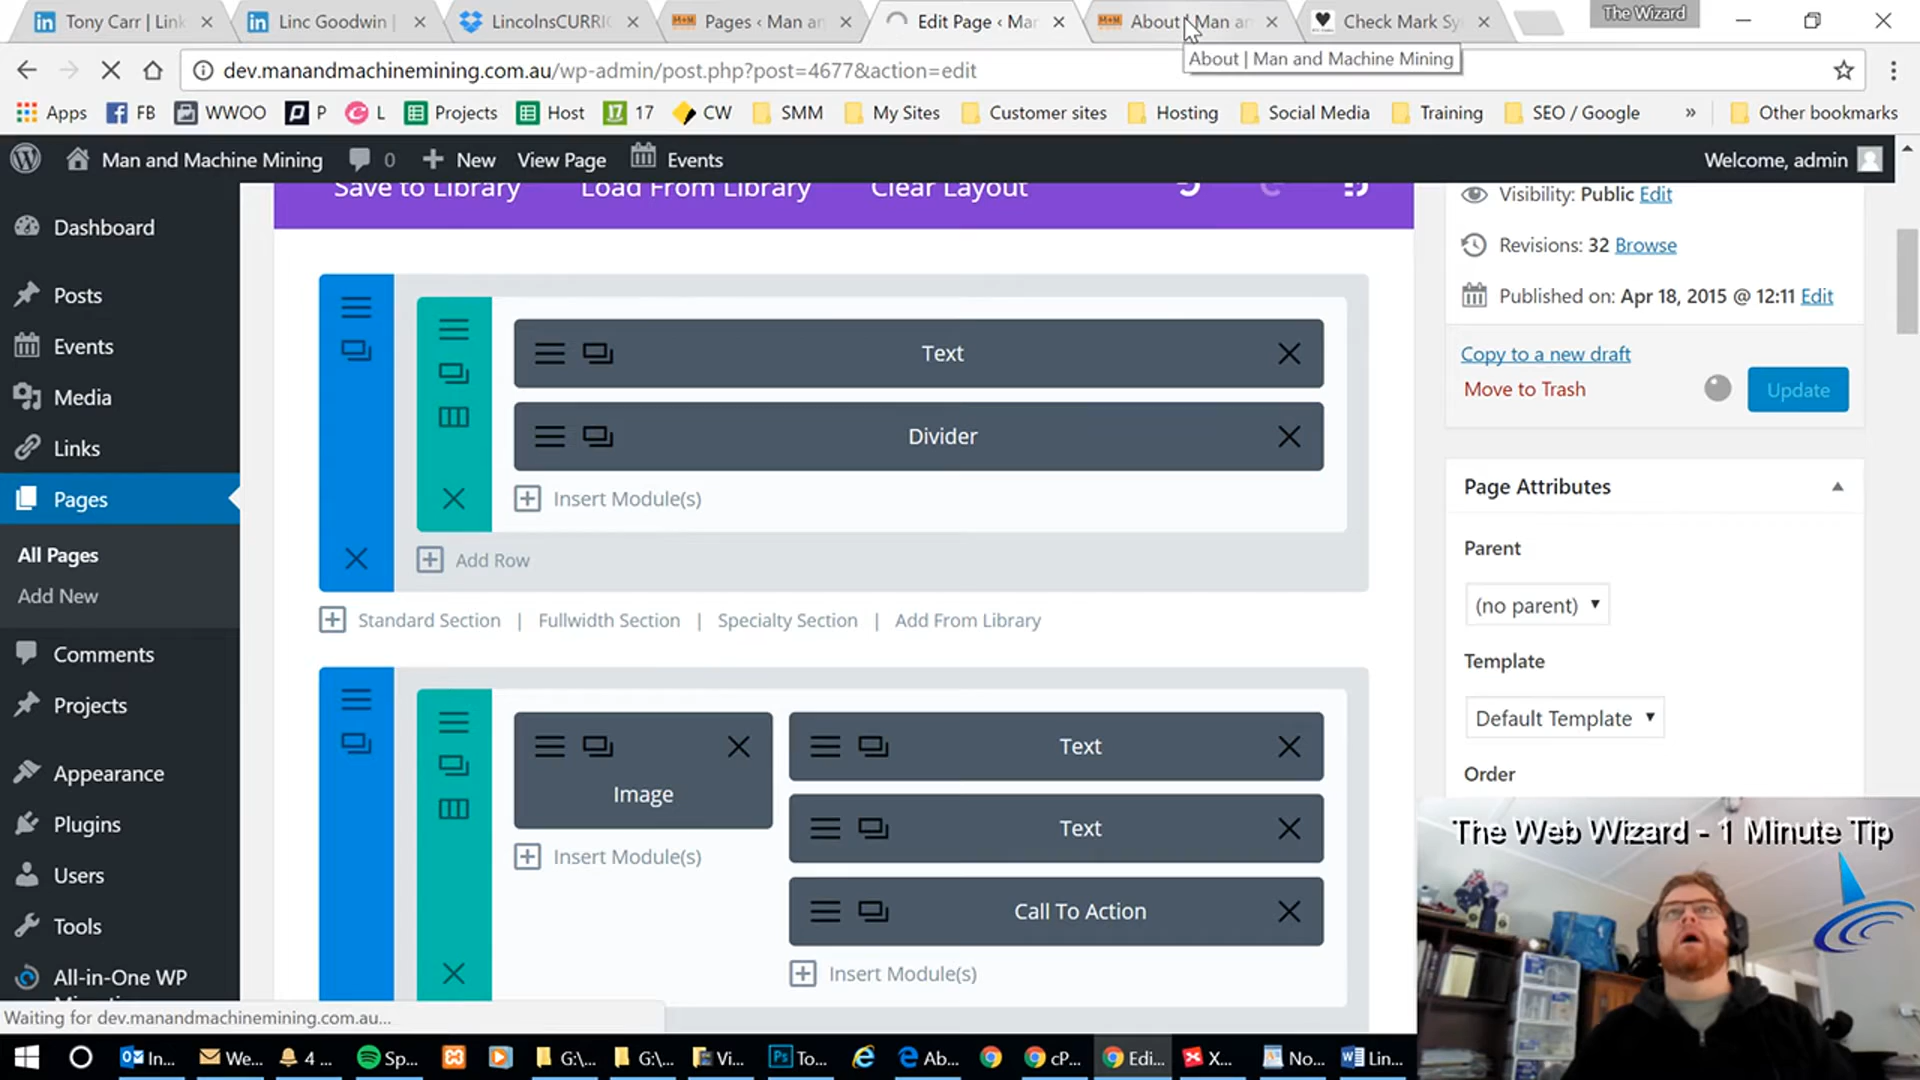 Tony Carr | Link
Linc Goodwin |
LincolnsCURRIC
Pages ‹ Man an
Edit Page ‹ Mar
About | Man an
Check Mark Sy
The Wizard
dev.manandmachinemining.com.au/wp-admin/post.php?post=4677&action=edit
About | Man and Machine Mining
Apps FB WWOO P L Projects Host 17 17 CW SMM My Sites Customer sites Hosting Social Media Training SEO / Google » Other bookmarks
Man and Machine Mining 0 New View Page Events Welcome, admin
Save to Library Load From Library Clear Layout
Visibility: Public Edit
Dashboard
Revisions: 32 Browse
Posts
Published on: Apr 18, 2015 @ 12:11 Edit
Events
Text
Copy to a new draft
Move to Trash
Update
Media
Divider
Links
Page Attributes
Pages
Insert Module(s)
All Pages
Parent
Add Row
Add New
(no parent)
Standard Section | Fullwidth Section | Specialty Section | Add From Library
Comments
Template
Projects
Default Template
Text
Image
Appearance
Order
Plugins
Text
The Web Wizard - 1 Minute Tip
Insert Module(s)
Users
Call To Action
Tools
Insert Module(s)
All-in-One WP
Waiting for dev.manandmachinemining.com.au...
In... We... 4 ... Sp... G:\... G:\... Vi... To... Ab... cP... Edi... X... No... Lin...